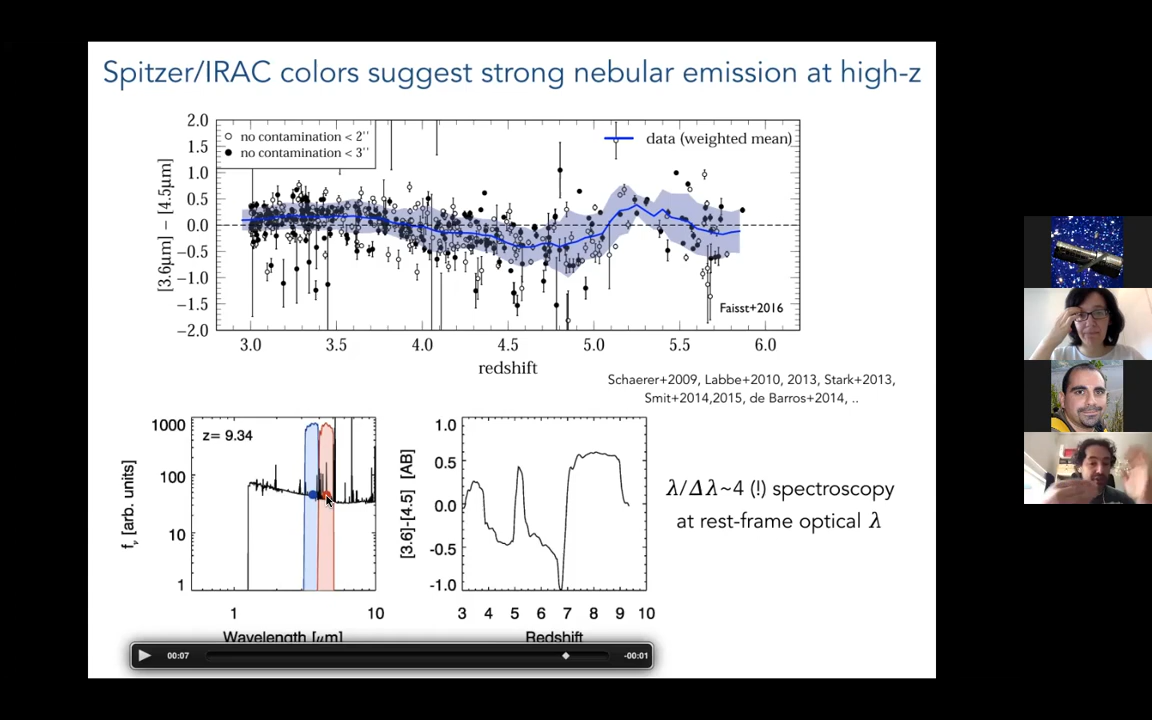 Spitzer/IRAC colors suggest strong nebular emission at high-z
2.0
1.5
1.0
0.5
0.0
−0.5
−1.0
−1.5
−2.0
[3.6μm] − [4.5μm]
no contamination < 2''
no contamination < 3''
data (weighted mean)
Faisst+2016
3.0 3.5 4.0 4.5 5.0 5.5 6.0
redshift
Schaerer+2009, Labbe+2010, 2013, Stark+2013,
Smit+2014,2015, de Barros+2014, ..
1000
100
10
1
f_ν [arb. units]
z= 9.34
1 10
Wavelength [μm]
1.0
0.5
0.0
-0.5
-1.0
[3.6]-[4.5] [AB]
3 4 5 6 7 8 9 10
Redshift
λ/Δλ~4 (!) spectroscopy
at rest-frame optical λ
00:07 -00:01